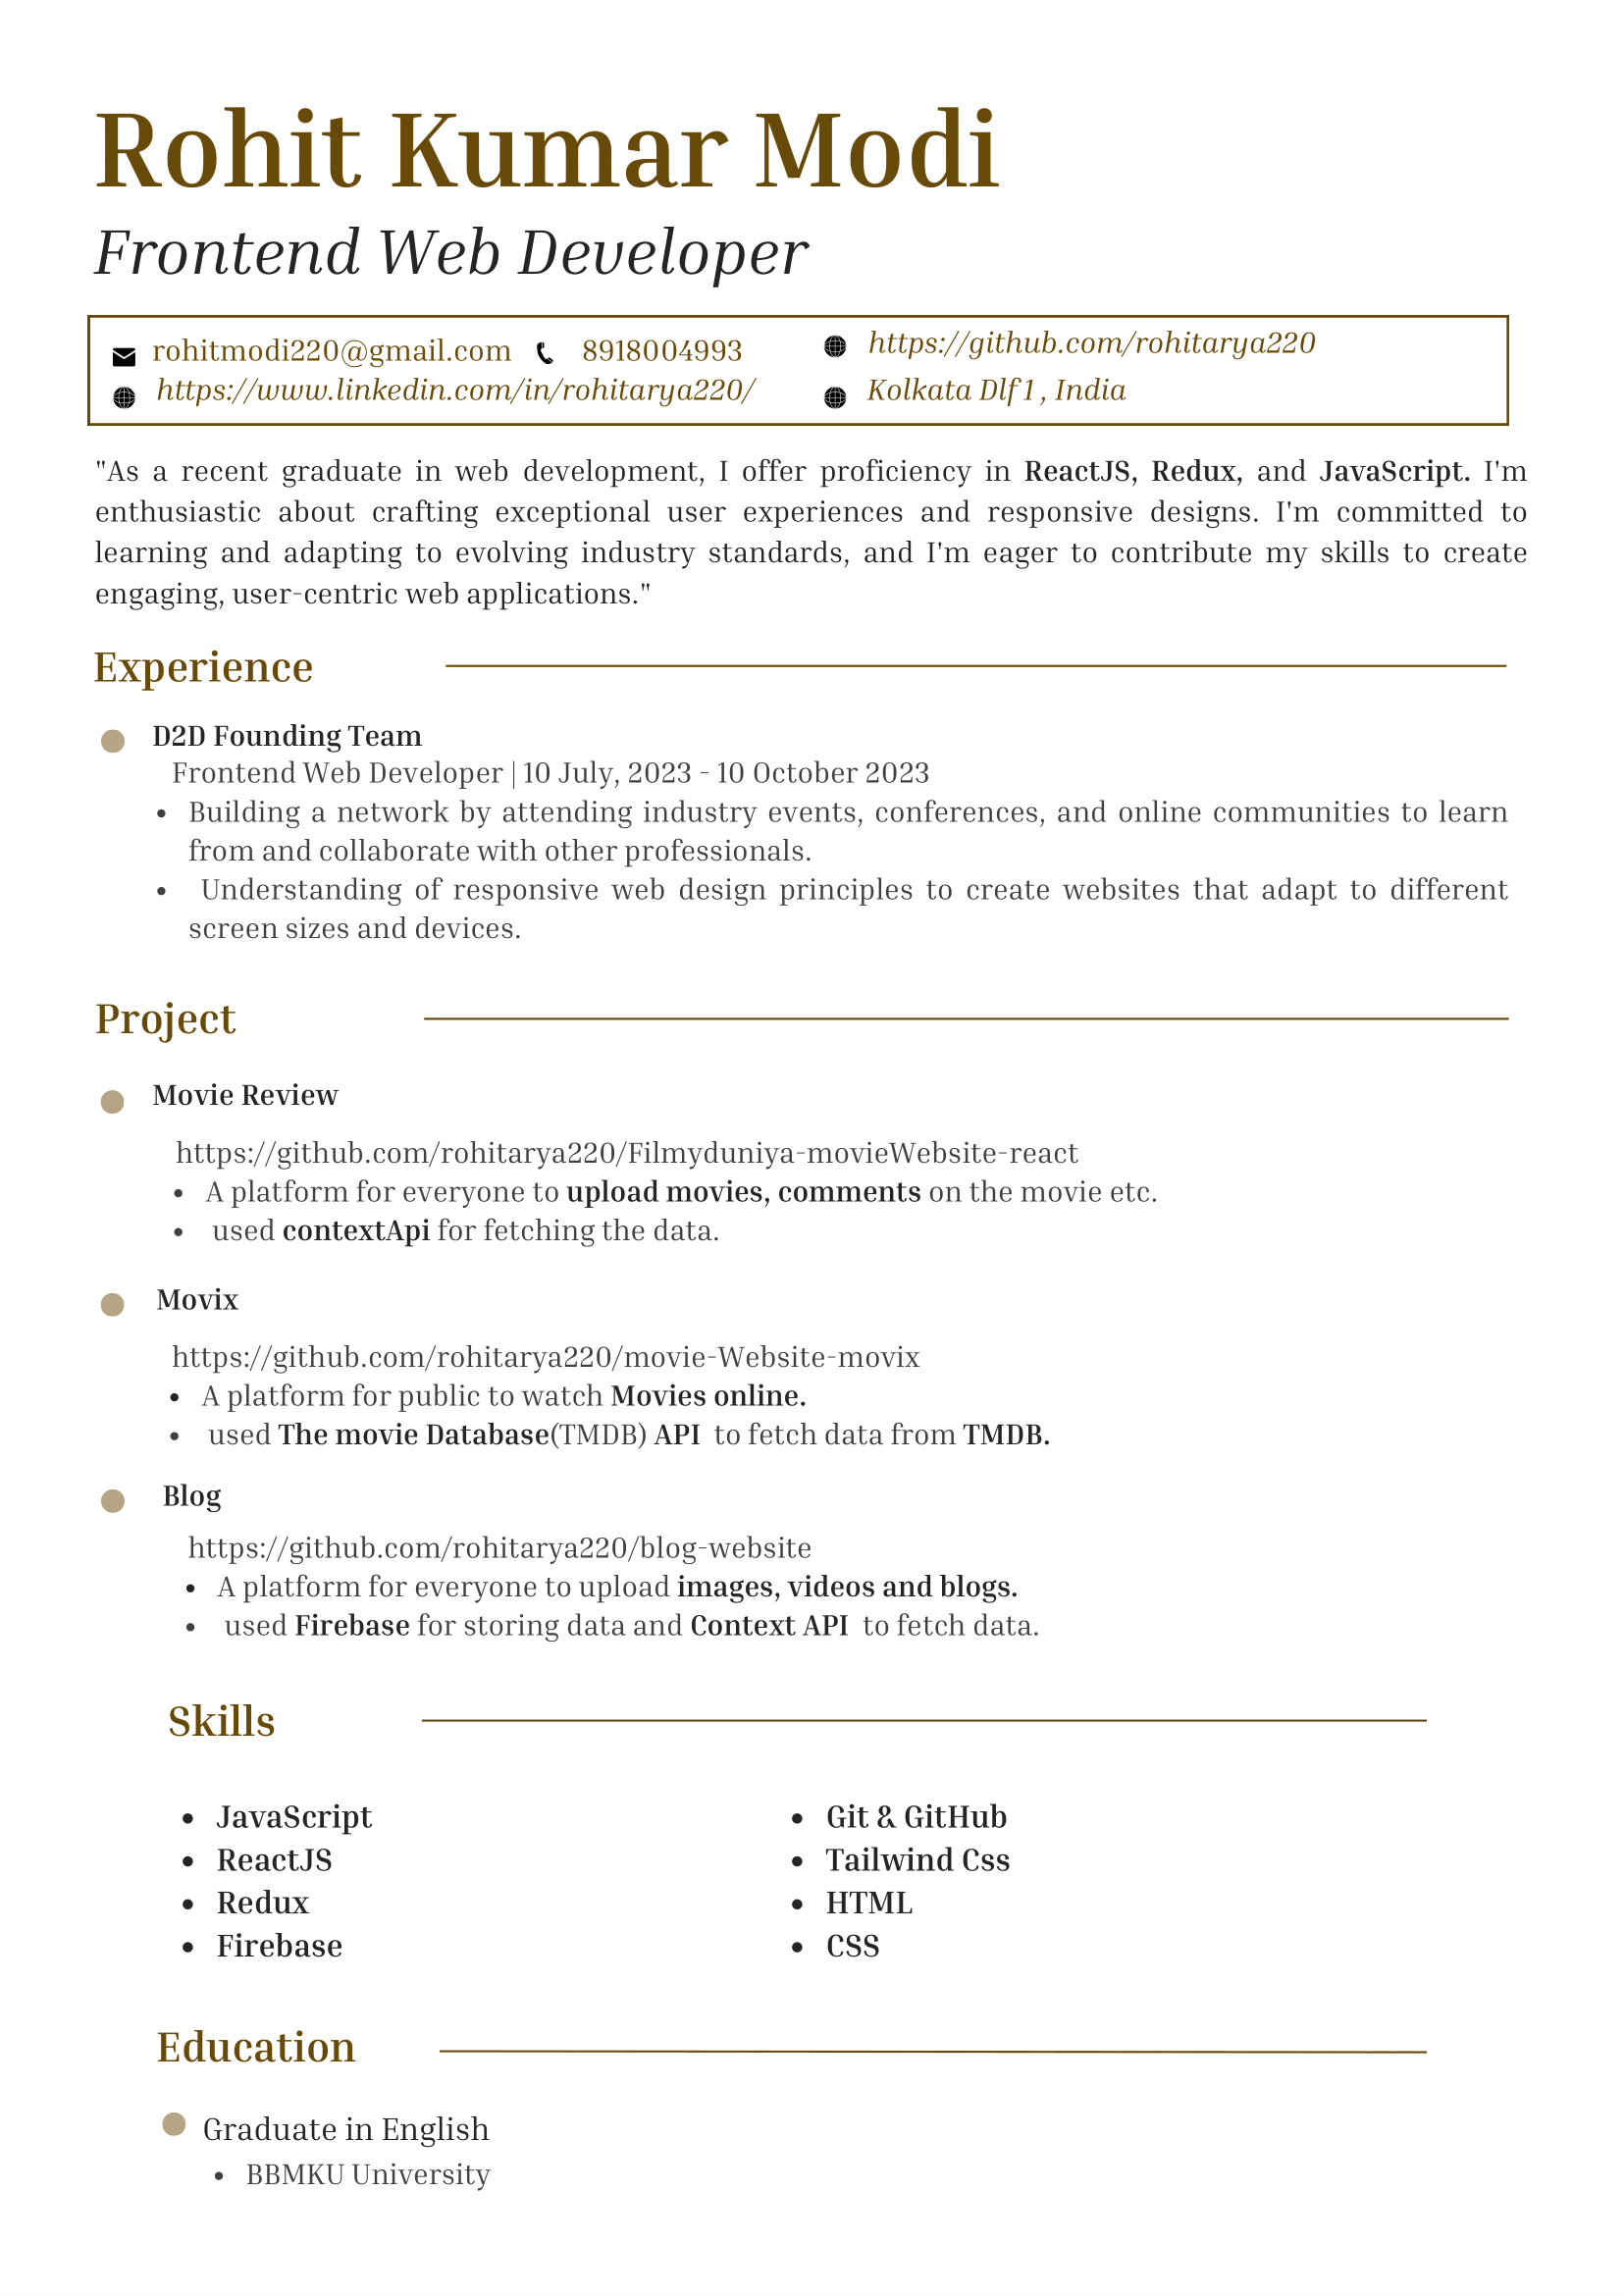 Rohit Kumar Modi
Frontend Web Developer
rohitmodi220@gmail.com 8918004993 https://github.com/rohitarya220
https://www.linkedin.com/in/rohitarya220/ Kolkata Dlf1, India
"As a recent graduate in web development, I offer proficiency in ReactJS, Redux, and JavaScript. I'm
enthusiastic about crafting exceptional user experiences and responsive designs. I'm committed to
learning and adapting to evolving industry standards, and I'm eager to contribute my skills to create
engaging, user-centric web applications."
Experience
D2D Founding Team
Frontend Web Developer | 10 July, 2023 - 10 October 2023
• Building a network by attending industry events, conferences, and online communities to learn
from and collaborate with other professionals.
• Understanding of responsive web design principles to create websites that adapt to different
screen sizes and devices.
Project
Movie Review
https://github.com/rohitarya220/Filmyduniya-movieWebsite-react
• A platform for everyone to upload movies, comments on the movie etc.
• used contextApi for fetching the data.
Movix
https://github.com/rohitarya220/movie-Website-movix
• A platform for public to watch Movies online.
• used The movie Database(TMDB) API to fetch data from TMDB.
Blog
https://github.com/rohitarya220/blog-website
• A platform for everyone to upload images, videos and blogs.
• used Firebase for storing data and Context API to fetch data.
Skills
• JavaScript
• ReactJS
• Redux
• Firebase
• Git & GitHub
• Tailwind Css
• HTML
• CSS
Education
Graduate in English
• BBMKU University